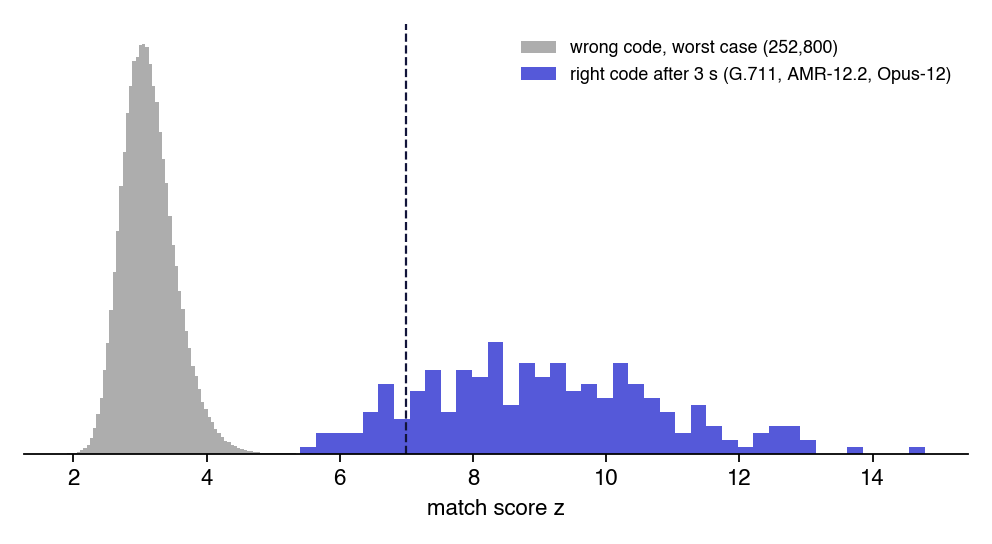 wrong code, worst case (252,800)
right code after 3 s (G.711, AMR-12.2, Opus-12)
2 4 6 8 10 12 14
match score z